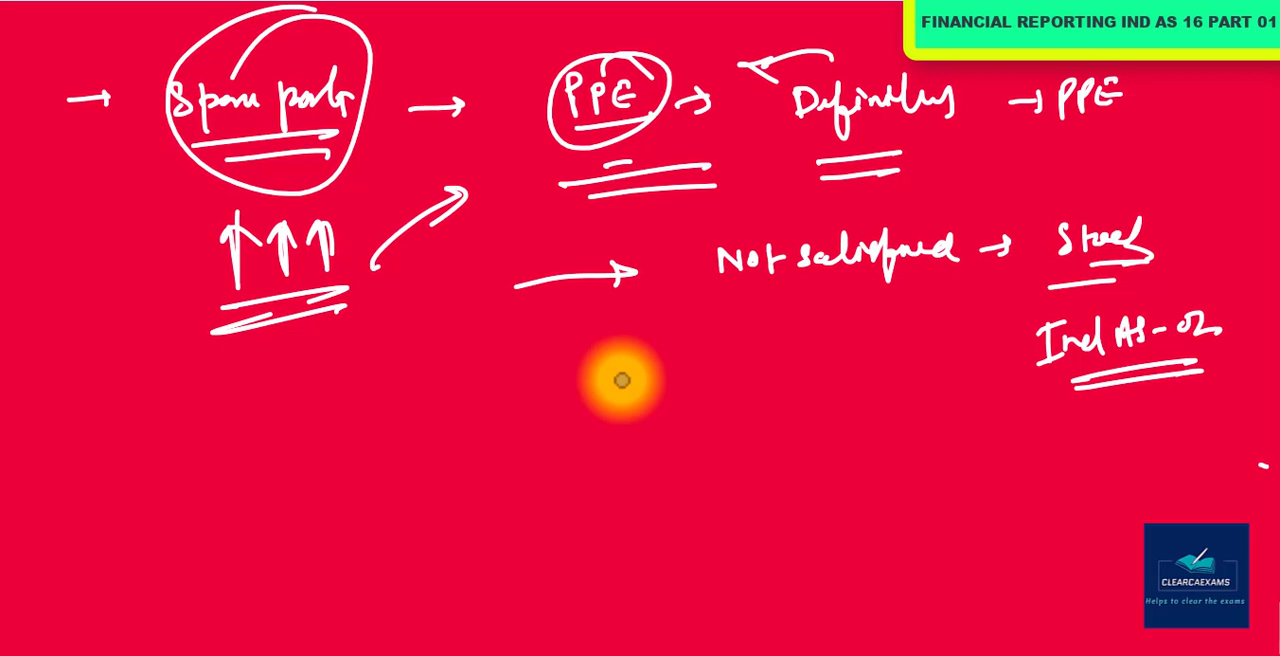 FINANCIAL REPORTING IND AS 16 PART 01
→ Spare parts → PPE → Definition → PPE
↑↑↑ → Not satisfied → Stock
Ind AS-02
CLEARCAEXAMS
Helps to clear the exams